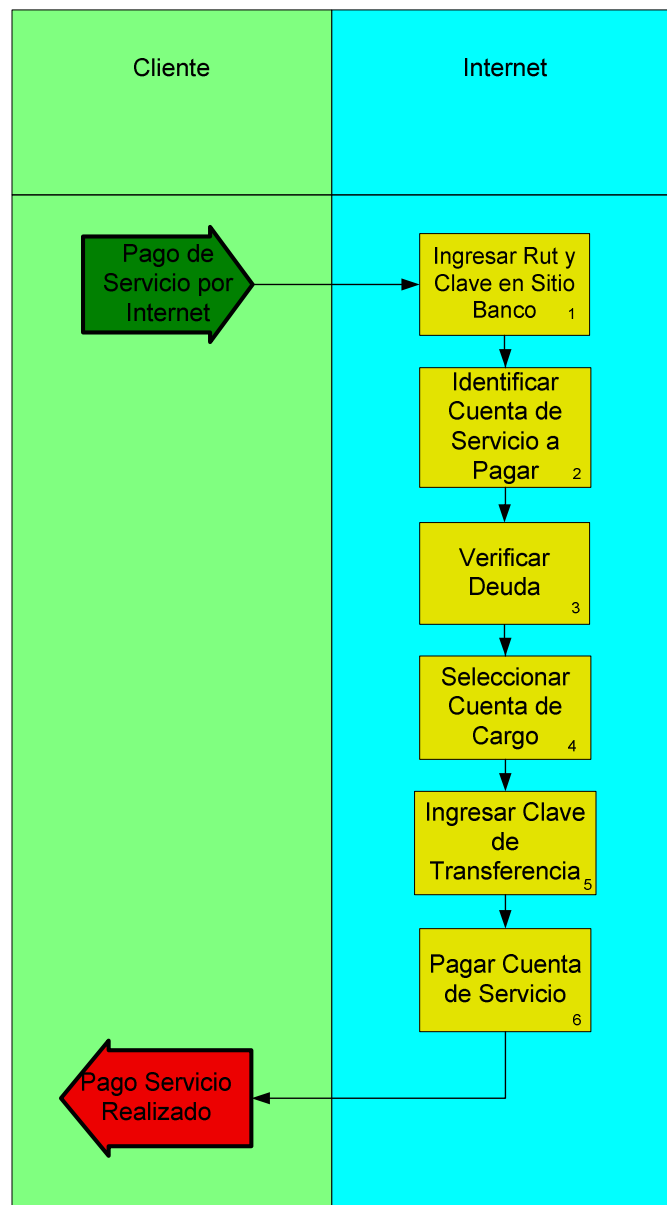 Cliente
Internet
Pago de
Servicio por
Internet
Ingresar Rut y
Clave en Sitio
Banco
1
Identificar
Cuenta de
Servicio a
Pagar
2
Verificar
Deuda
3
Seleccionar
Cuenta de
Cargo
4
Ingresar Clave
de
Transferencia
5
Pagar Cuenta
de Servicio
6
Pago Servicio
Realizado